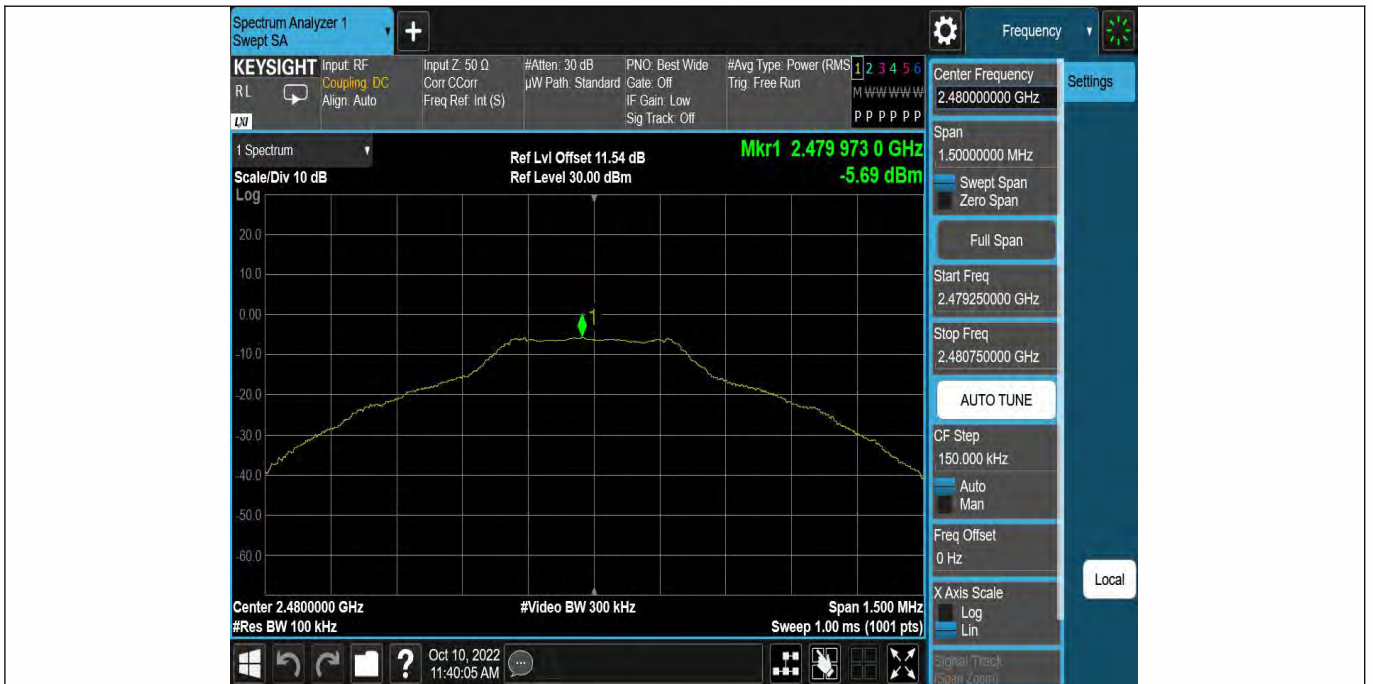 Spectrum Analyzer 1
Swept SA
+
Frequency
KEYSIGHT
RL
LXI
Input: RF
Coupling: DC
Align: Auto
Input Z: 50 Ω
Corr CCorr
Freq Ref: Int (S)
#Atten: 30 dB
µW Path: Standard
PNO: Best Wide
Gate: Off
IF Gain: Low
Sig Track: Off
#Avg Type: Power (RMS
Trig: Free Run
1 2 3 4 5 6
M W W W W W
P P P P P P
1 Spectrum
Scale/Div 10 dB
Log
Ref Lvl Offset 11.54 dB
Ref Level 30.00 dBm
Mkr1 2.479 973 0 GHz
-5.69 dBm
20.0
10.0
0.00
-10.0
-20.0
-30.0
-40.0
-50.0
-60.0
1
Center 2.4800000 GHz
#Res BW 100 kHz
#Video BW 300 kHz
Span 1.500 MHz
Sweep 1.00 ms (1001 pts)
Center Frequency
2.480000000 GHz
Settings
Span
1.50000000 MHz
Swept Span
Zero Span
Full Span
Start Freq
2.479250000 GHz
Stop Freq
2.480750000 GHz
AUTO TUNE
CF Step
150.000 kHz
Auto
Man
Freq Offset
0 Hz
X Axis Scale
Log
Lin
Signal Track
(Span Zoom)
Local
?
Oct 10, 2022
11:40:05 AM